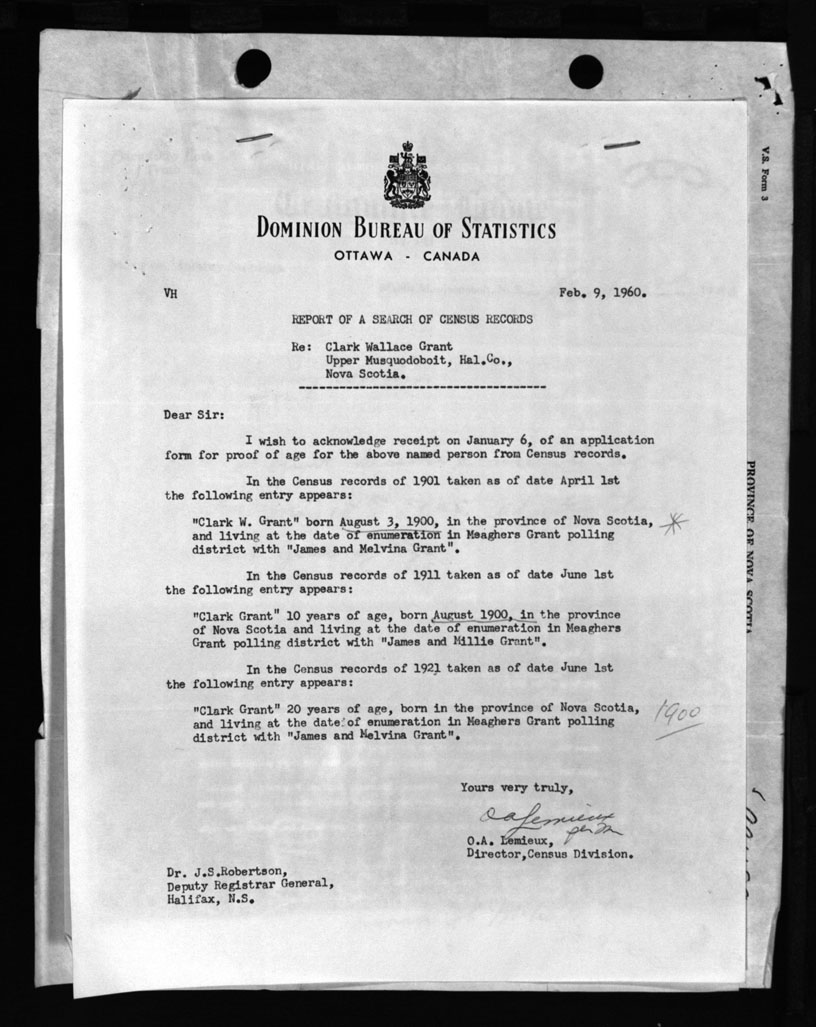 V.S. Form 3
DOMINION BUREAU OF STATISTICS
OTTAWA - CANADA
VH
Feb. 9, 1960.
REPORT OF A SEARCH OF CENSUS RECORDS
Re: Clark Wallace Grant
Upper Musquodoboit, Hal.Co.,
Nova Scotia.
Dear Sir:
I wish to acknowledge receipt on January 6, of an application
form for proof of age for the above named person from Census records.
In the Census records of 1901 taken as of date April 1st
the following entry appears:
"Clark W. Grant" born August 3, 1900, in the province of Nova Scotia,
and living at the date of enumeration in Meaghers Grant polling
district with "James and Melvina Grant".
In the Census records of 1911 taken as of date June 1st
the following entry appears:
"Clark Grant" 10 years of age, born August 1900, in the province
of Nova Scotia and living at the date of enumeration in Meaghers
Grant polling district with "James and Millie Grant".
In the Census records of 1921 taken as of date June 1st
the following entry appears:
"Clark Grant" 20 years of age, born in the province of Nova Scotia,
and living at the date of enumeration in Meaghers Grant polling
district with "James and Melvina Grant".
1900
Yours very truly,
O A Lemieux
O.A. Lemieux,
Director,Census Division.
Dr. J.S.Robertson,
Deputy Registrar General,
Halifax, N.S.
PROVINCE OF NOVA SCOTIA